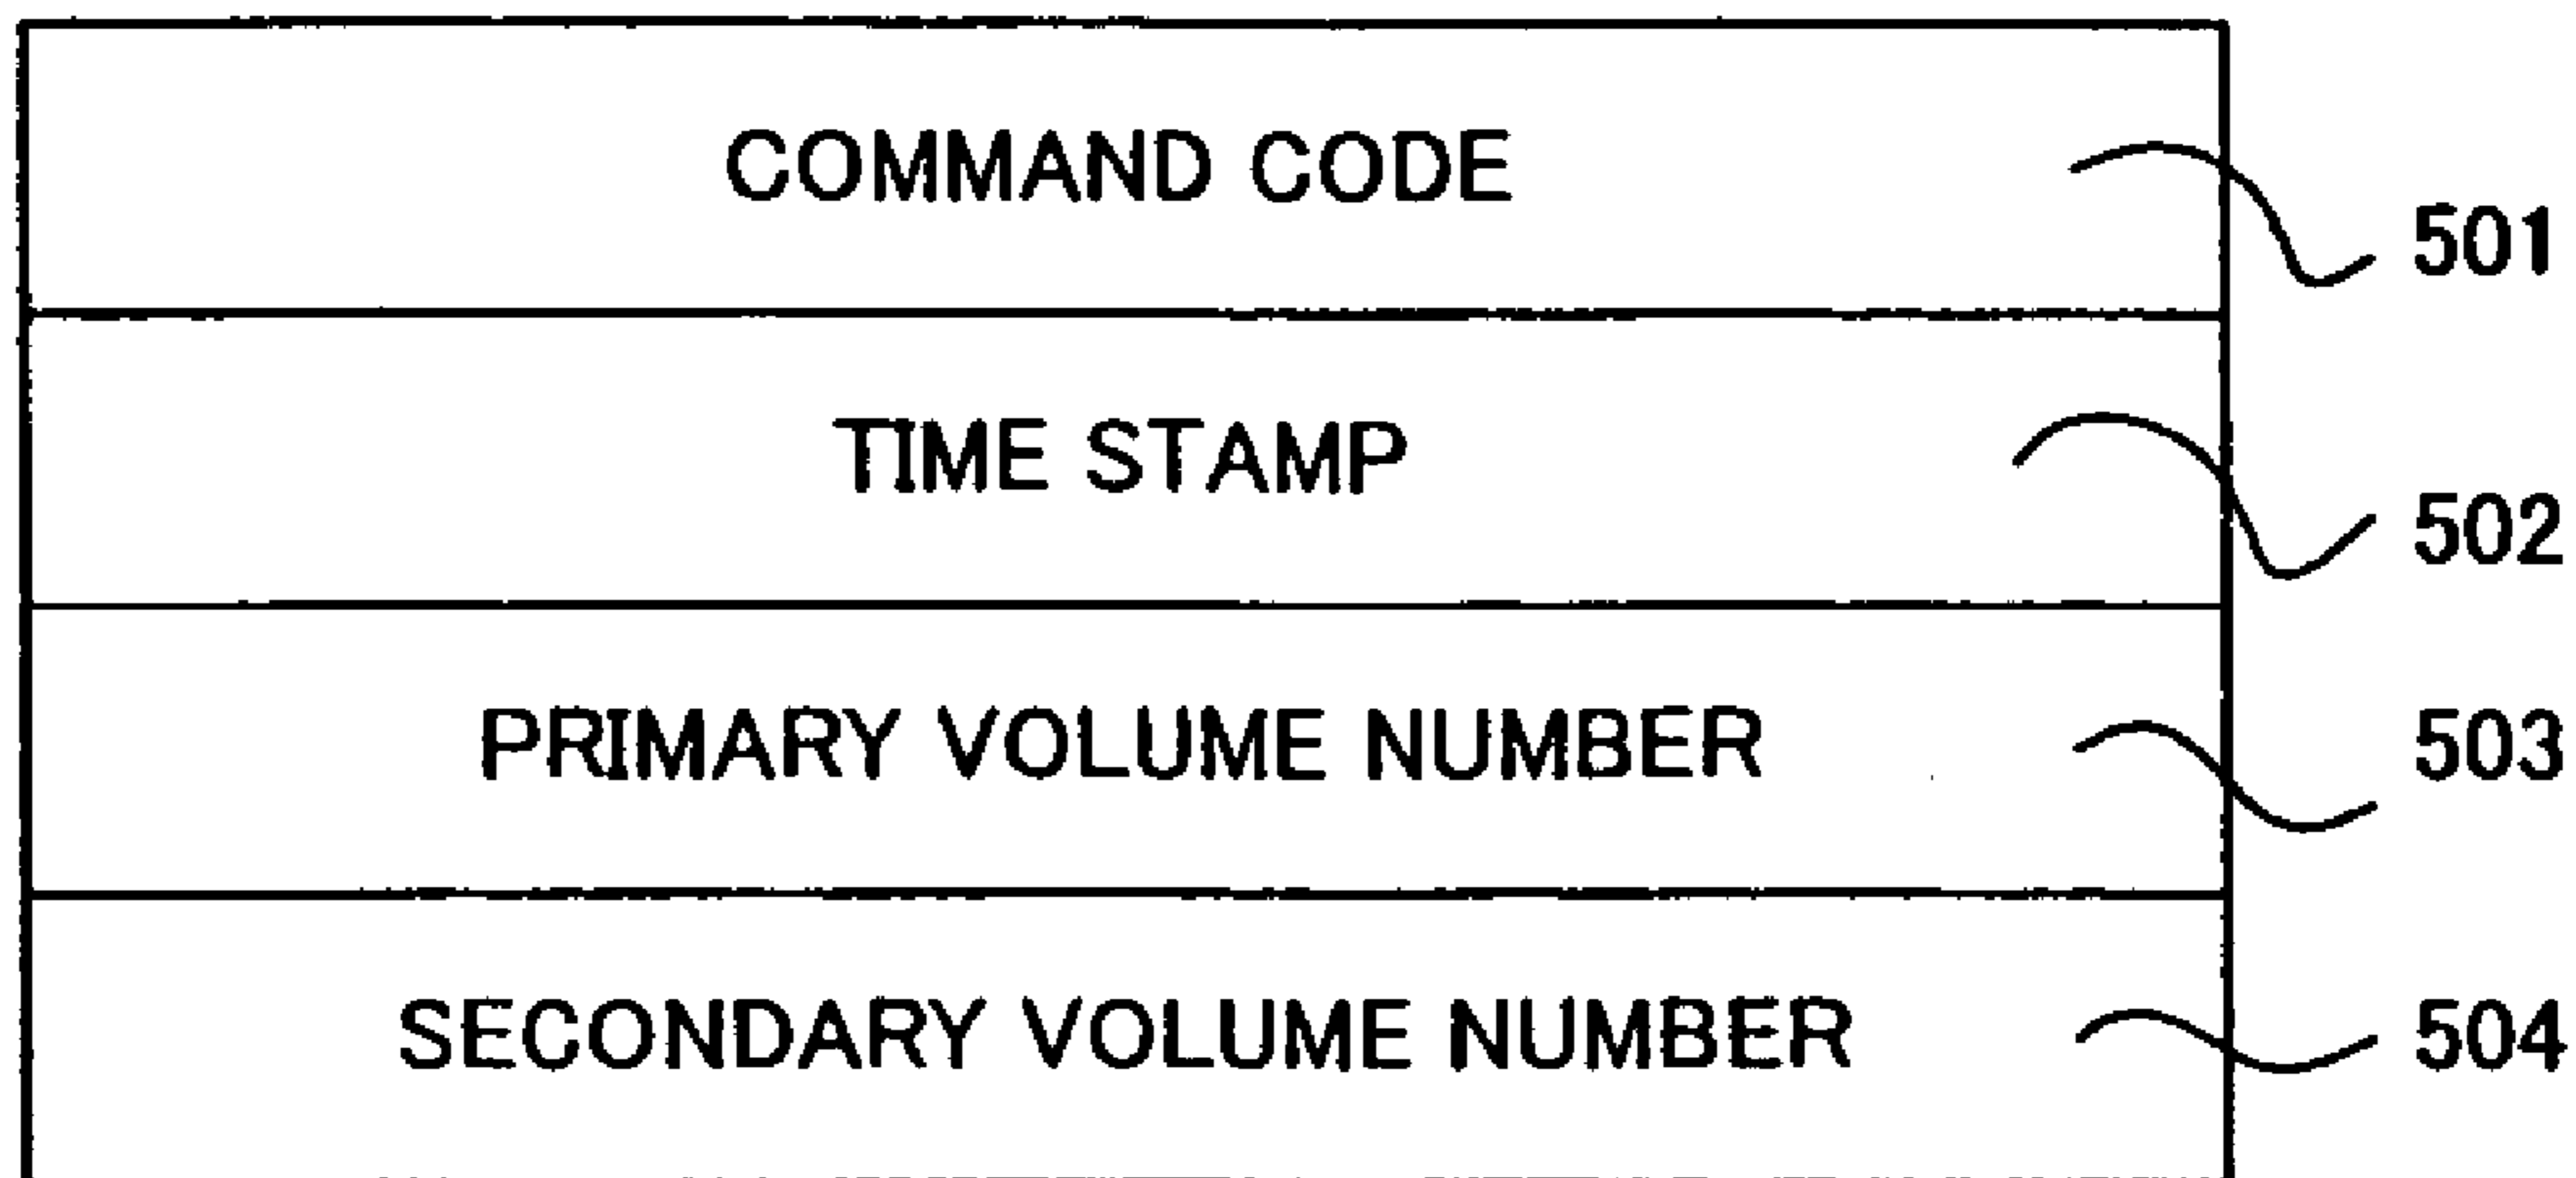 COMMAND CODE
501
TIME STAMP
502
PRIMARY VOLUME NUMBER
503
SECONDARY VOLUME NUMBER
504